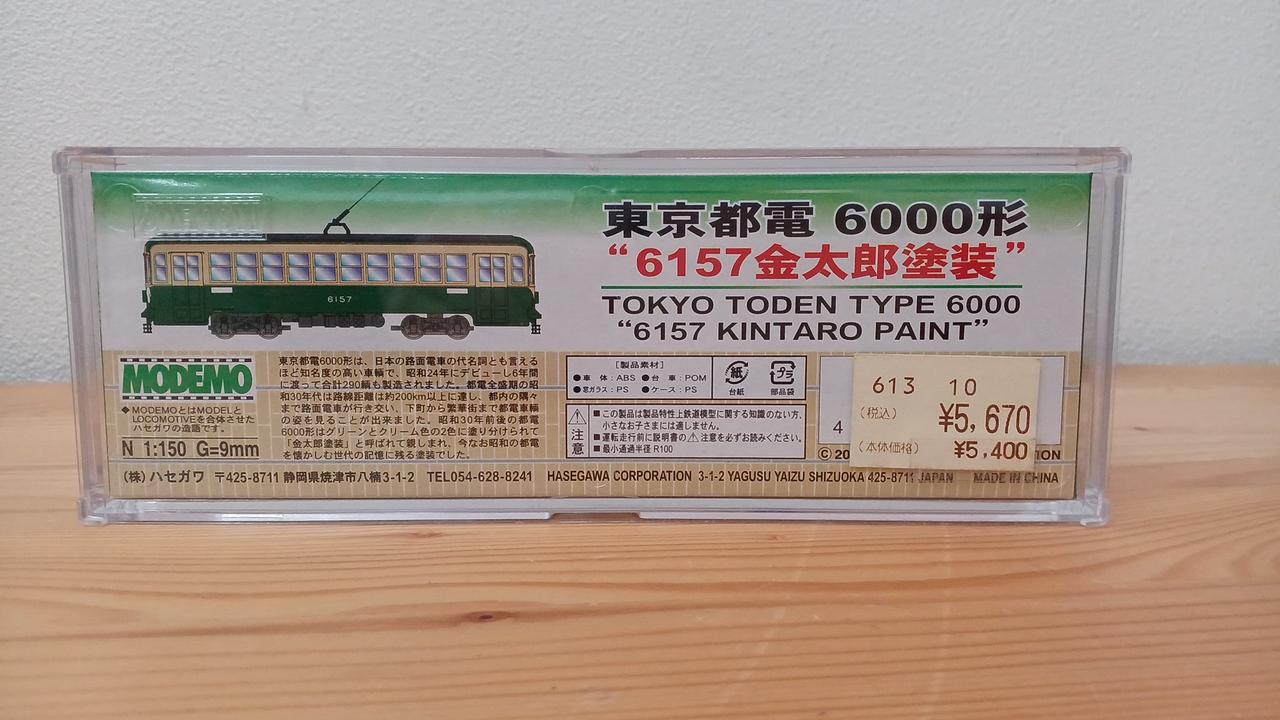 東京都電 6000形
“6157金太郎塗装”
TOKYO TODEN TYPE 6000
“6157 KINTARO PAINT”
6157
MODEMO
◆MODEMOとはMODELと
LOCOMOTIVEを合体させた
ハセガワの造語です。
N 1:150 G=9mm
東京都電6000形は、日本の路面電車の代名詞とも言える
ほど知名度の高い車輌で、昭和24年にデビューし6年間
に渡って合計290輌も製造されました。都電全盛期の昭
和30年代は路線距離は約200km以上に達し、都内の隅々
まで路面電車が行き交い、下町から繁華街まで都電車輌
の姿を見ることが出来ました。昭和30年前後の都電
6000形はグリーンとクリーム色の2色に塗り分けられて
「金太郎塗装」と呼ばれて親しまれ、今なお昭和の都電
を懐かしむ世代の記憶に残る塗装でした。
［製品素材］
●車 体：ABS ●台 車：POM
●窓ガラス：PS ●ケース：PS
紙
台紙
プラ
部品袋
注意
■この製品は製品特性上鉄道模型に関する知識のない方、
小さなお子さまには適しません。
■運転走行前に説明書の⚠注意を必ずお読みください。
■最小通過半径 R100
4
613 10
(税込) ¥5,670
(本体価格) ¥5,400
© 20
(株)ハセガワ 〒425-8711 静岡県焼津市八楠3-1-2 TEL054-628-8241 HASEGAWA CORPORATION 3-1-2 YAGUSU YAIZU SHIZUOKA 425-8711 JAPAN MADE IN CHINA